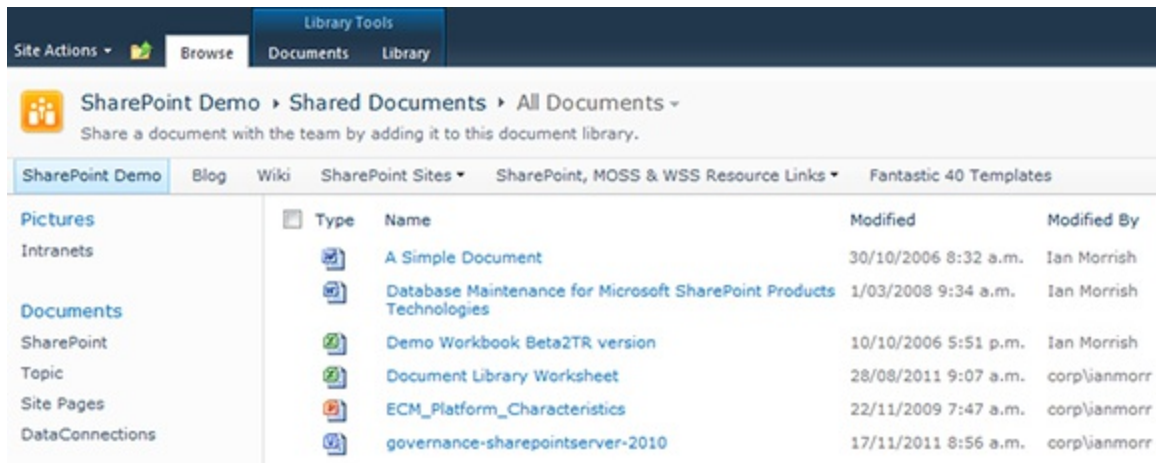 Library Tools
Site Actions Browse Documents Library
SharePoint Demo Shared Documents All Documents
Share a document with the team by adding it to this document library.
SharePoint Demo Blog Wiki SharePoint Sites SharePoint, MOSS & WSS Resource Links Fantastic 40 Templates
Pictures
Intranets
Documents
SharePoint
Topic
Site Pages
DataConnections
Type Name Modified Modified By
A Simple Document 30/10/2006 8:32 a.m. Ian Morrish
Database Maintenance for Microsoft SharePoint Products 1/03/2008 9:34 a.m. Ian Morrish
Technologies
Demo Workbook Beta2TR version 10/10/2006 5:51 p.m. Ian Morrish
Document Library Worksheet 28/08/2011 9:07 a.m. corp\ianmorr
ECM_Platform_Characteristics 22/11/2009 7:47 a.m. corp\ianmorr
governance-sharepointserver-2010 17/11/2011 8:56 a.m. corp\ianmorr